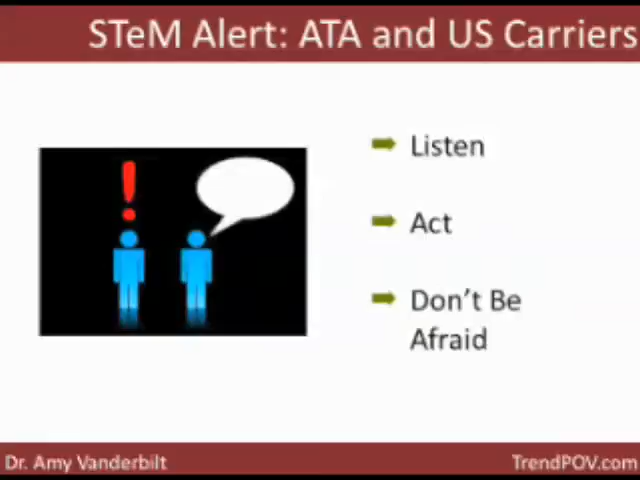 STeM Alert: ATA and US Carriers
Listen
Act
Don't Be
Afraid
Dr. Amy Vanderbilt
TrendPOV.com